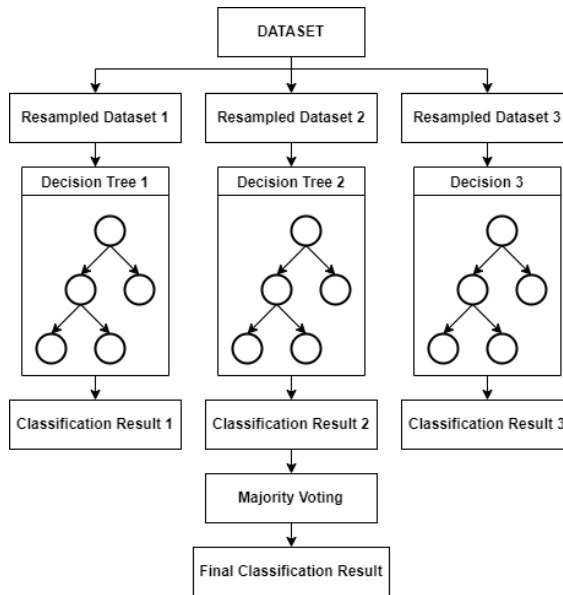 DATASET
Resampled Dataset 1
Resampled Dataset 2
Resampled Dataset 3
Decision Tree 1
Decision Tree 2
Decision 3
Classification Result 1
Classification Result 2
Classification Result 3
Majority Voting
Final Classification Result